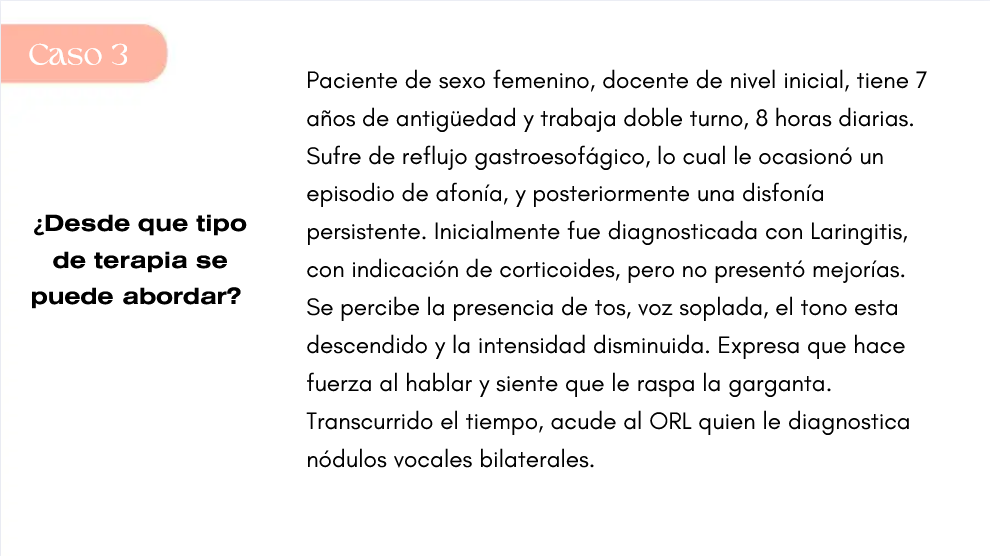 Caso 3
¿Desde que tipo
de terapia se
puede abordar?
Paciente de sexo femenino, docente de nivel inicial, tiene 7
años de antigüedad y trabaja doble turno, 8 horas diarias.
Sufre de reflujo gastroesofágico, lo cual le ocasionó un
episodio de afonía, y posteriormente una disfonía
persistente. Inicialmente fue diagnosticada con Laringitis,
con indicación de corticoides, pero no presentó mejorías.
Se percibe la presencia de tos, voz soplada, el tono esta
descendido y la intensidad disminuida. Expresa que hace
fuerza al hablar y siente que le raspa la garganta.
Transcurrido el tiempo, acude al ORL quien le diagnostica
nódulos vocales bilaterales.